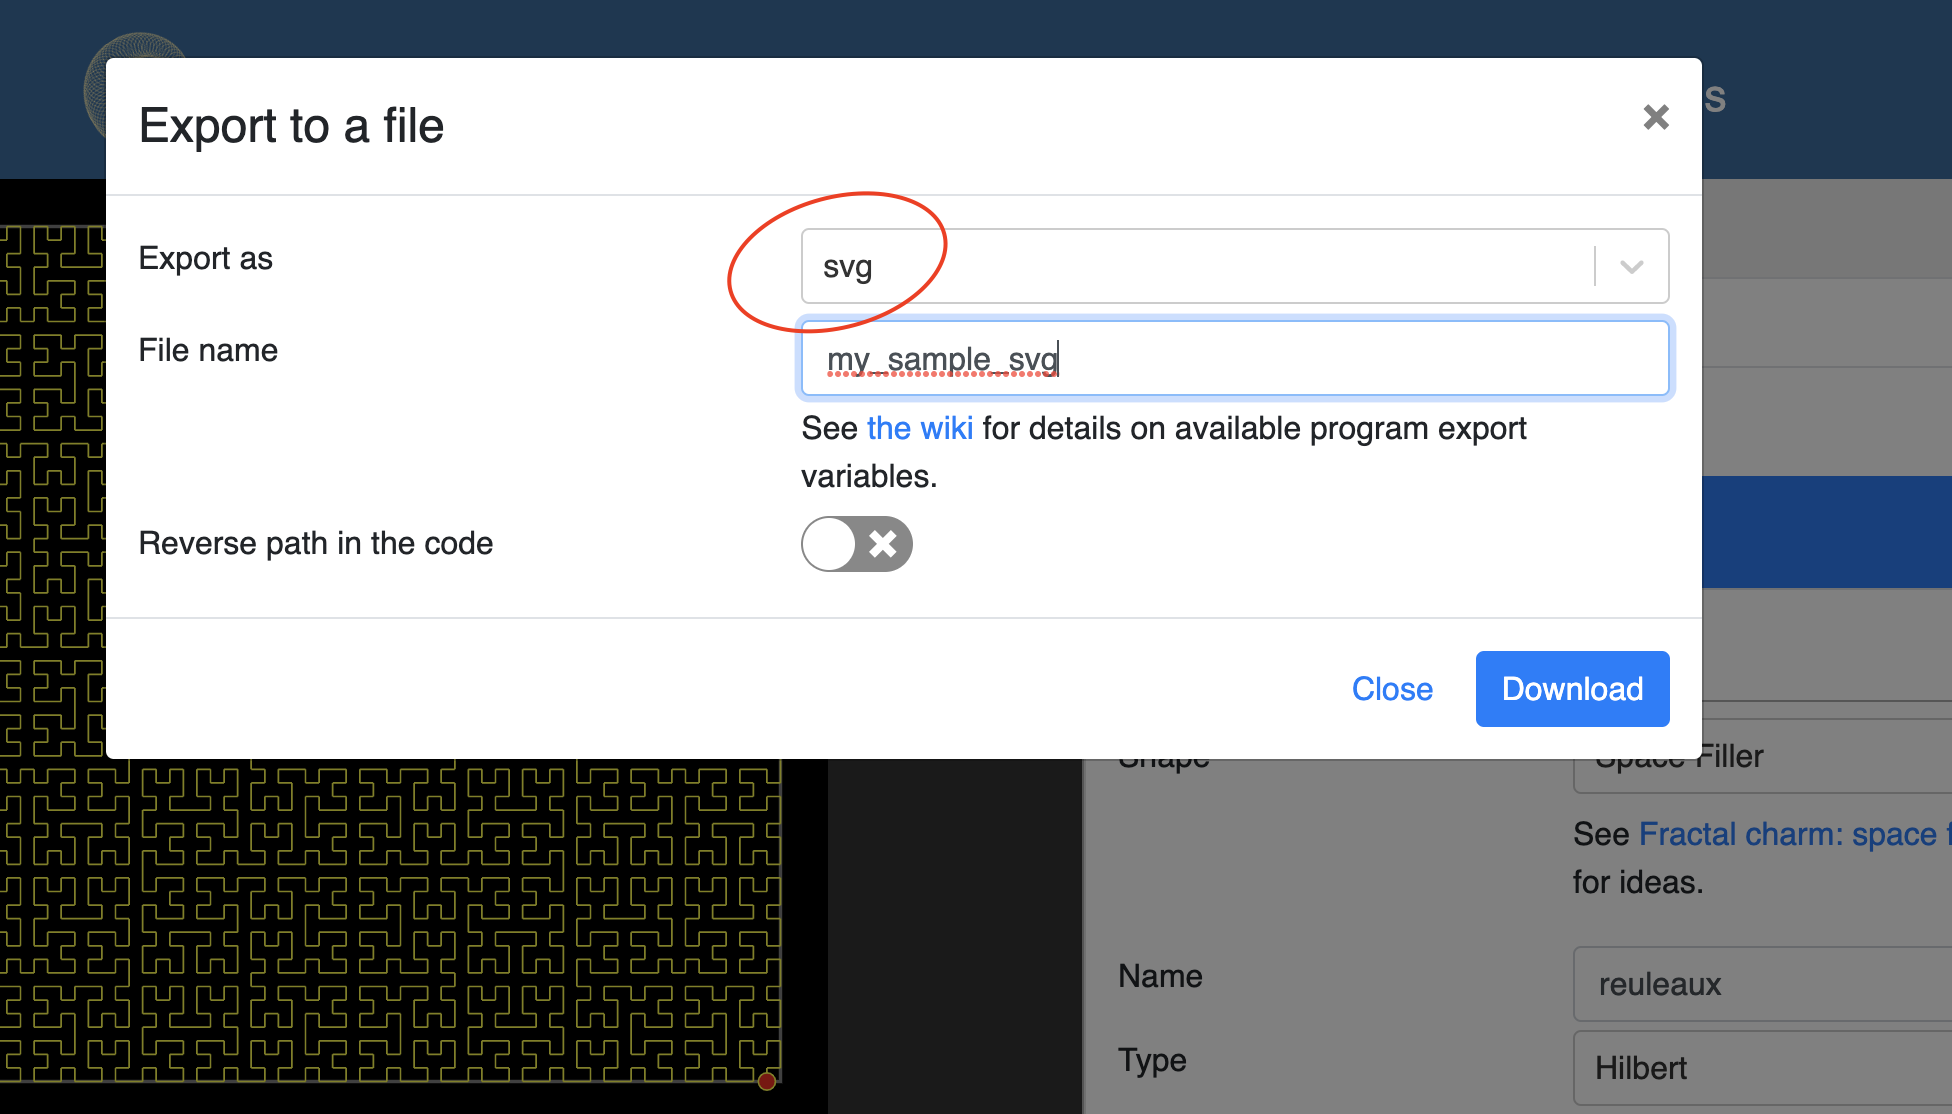 s
Export to a file
Export as
svg
File name
my_sample_svg
See the wiki for details on available program export
variables.
Reverse path in the code
Close
Download
Shape
Space Filler
See Fractal charm: space f
for ideas.
Name
reuleaux
Type
Hilbert